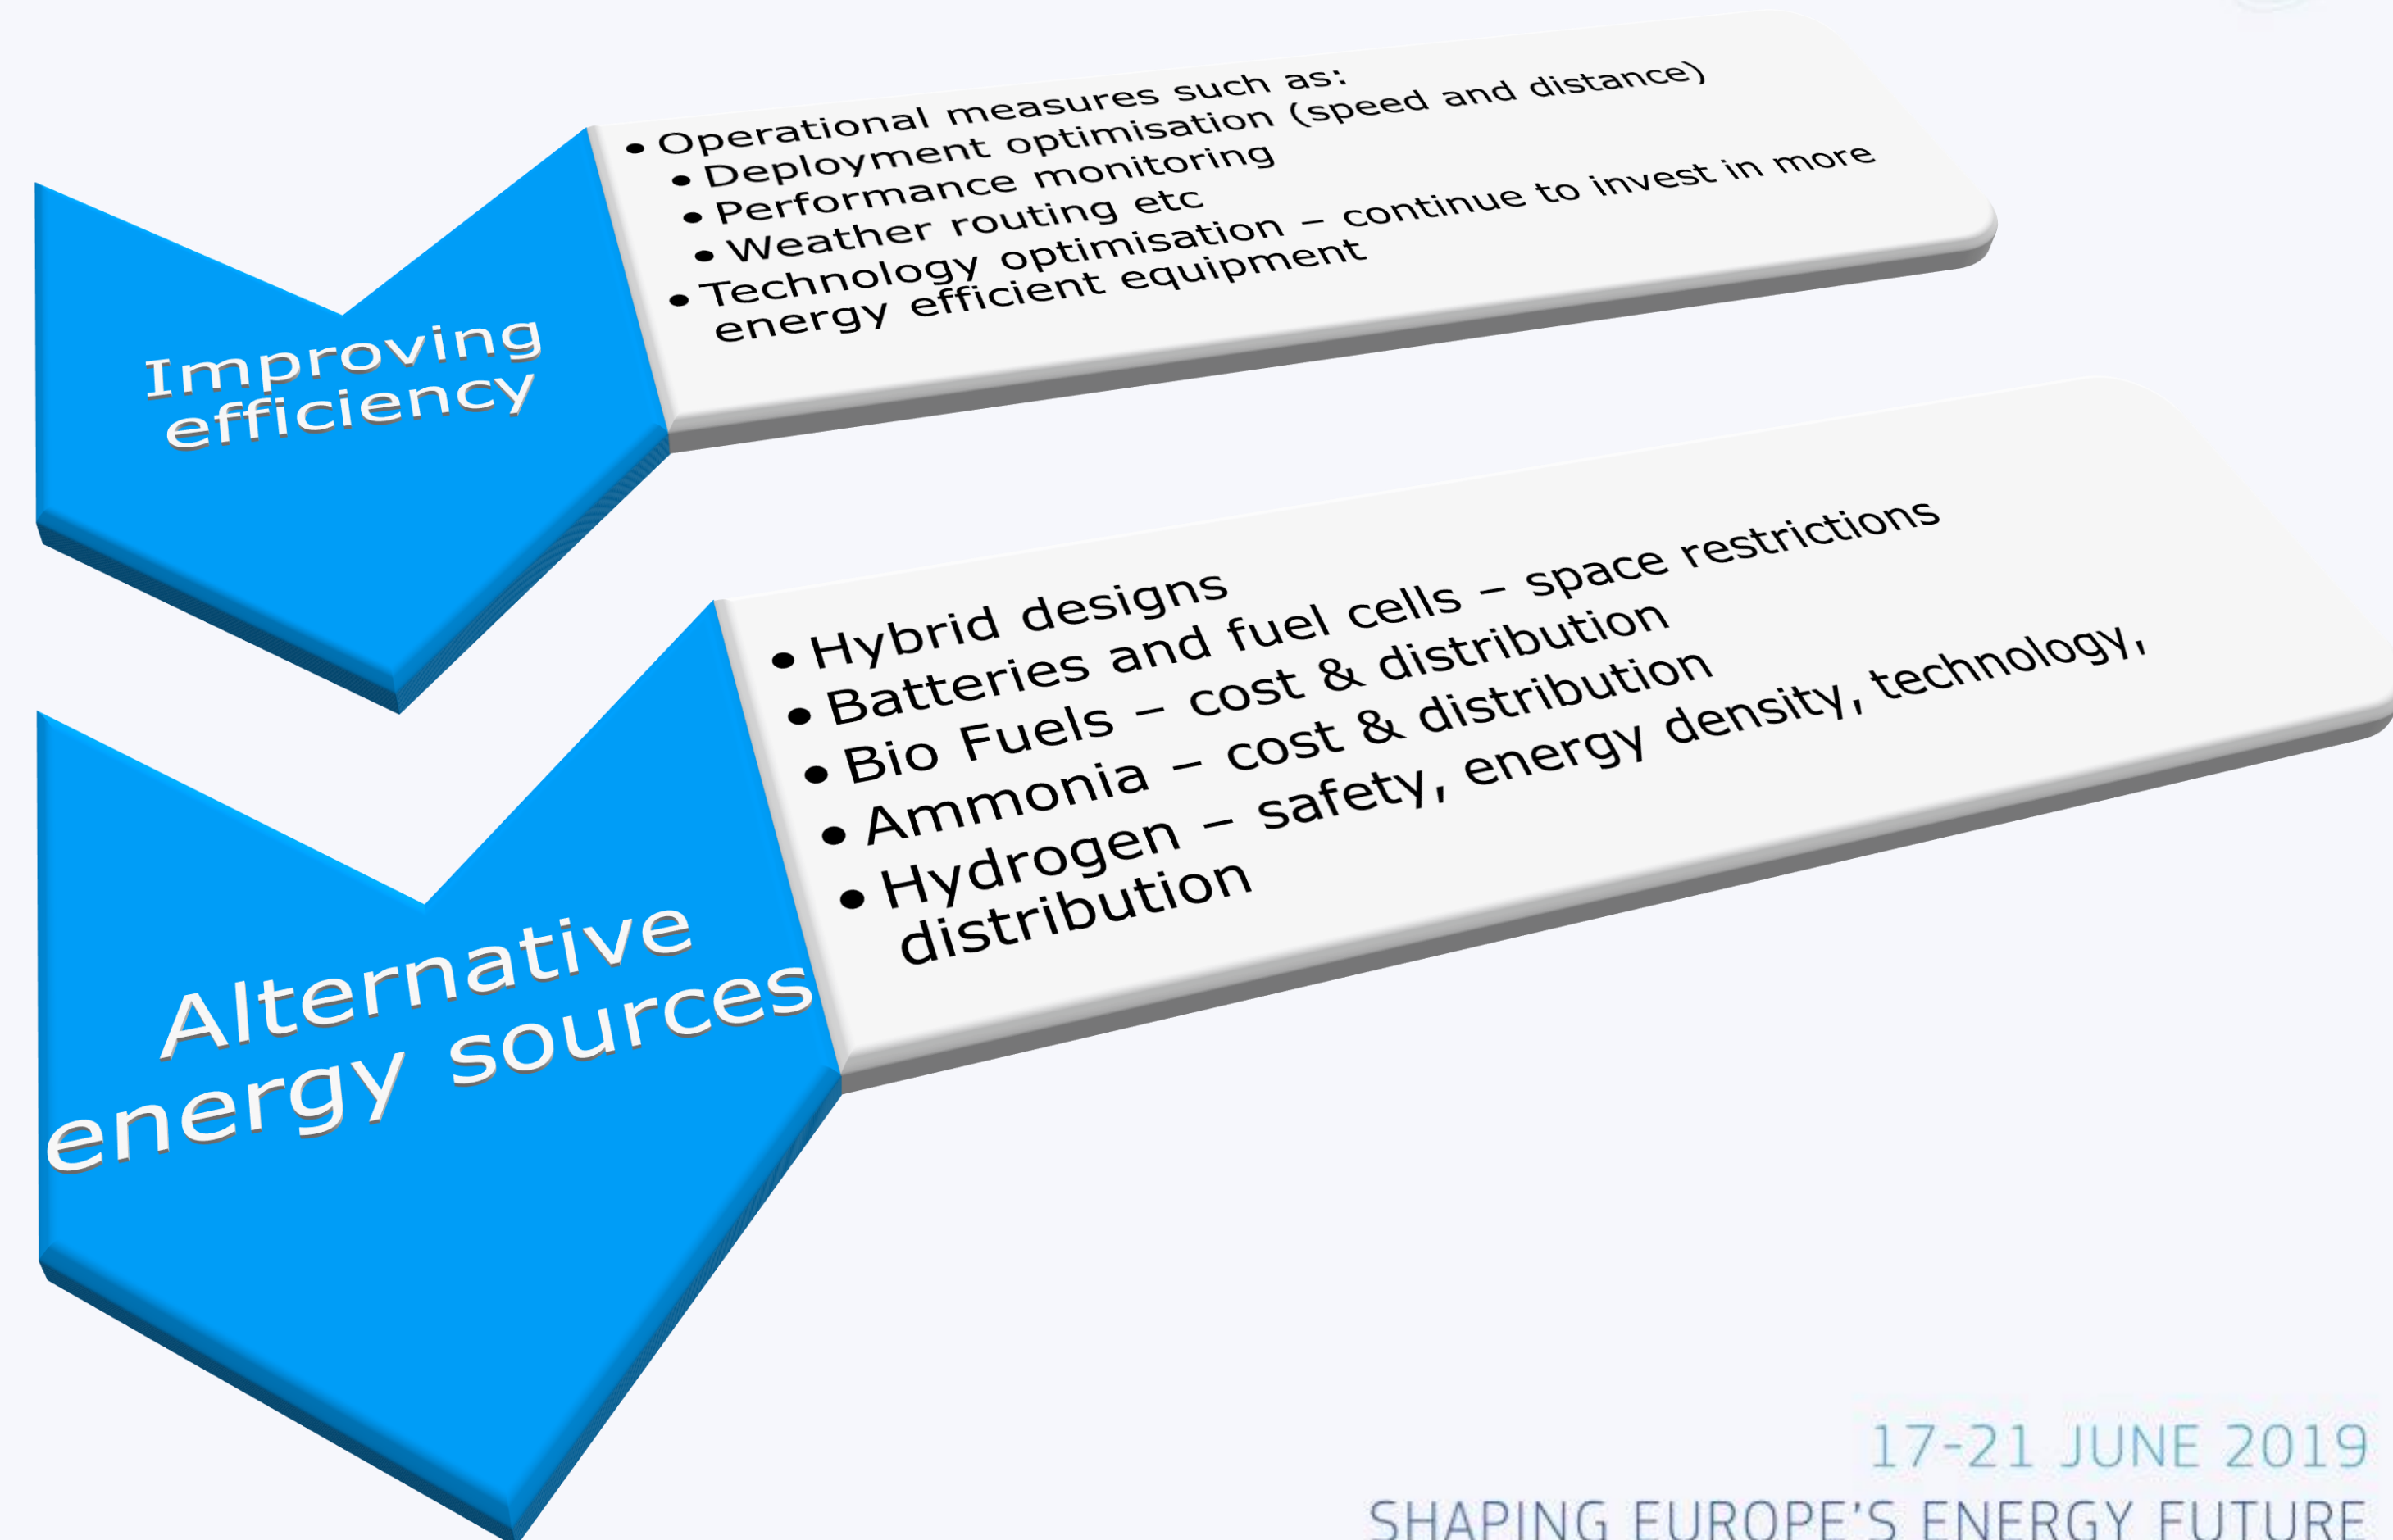 Improving
efficiency
• Operational measures such as:
• Deployment optimisation (speed and distance)
• Performance monitoring
• Weather routing etc
• Technology optimisation – continue to invest in more
energy efficient equipment
Alternative
energy sources
• Hybrid designs
• Batteries and fuel cells – space restrictions
• Bio Fuels – cost & distribution
• Ammonia – cost & distribution
• Hydrogen – safety, energy density, technology,
distribution
17-21 JUNE 2019
SHAPING EUROPE'S ENERGY FUTURE